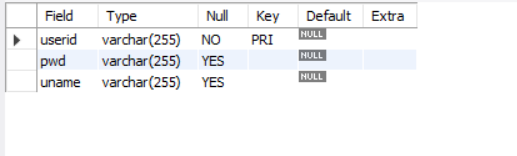 Field Type Null Key Default Extra
userid varchar(255) NO PRI NULL
pwd varchar(255) YES NULL
uname varchar(255) YES NULL